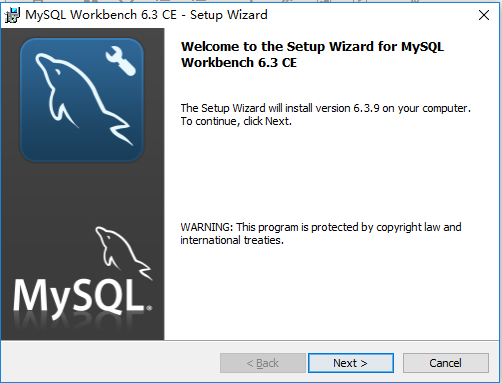 MySQL Workbench 6.3 CE - Setup Wizard
Welcome to the Setup Wizard for MySQL
Workbench 6.3 CE
The Setup Wizard will install version 6.3.9 on your computer.
To continue, click Next.
WARNING: This program is protected by copyright law and
international treaties.
MySQL®
< Back
Next >
Cancel